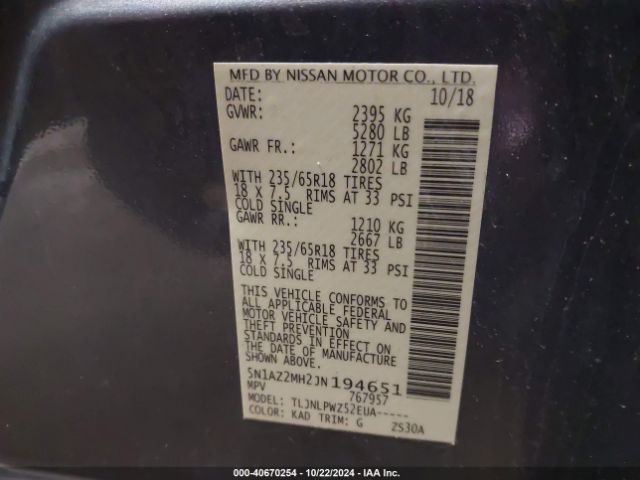 MFD BY NISSAN MOTOR CO., LTD.
DATE: 10/18
GVWR: 2395 KG
5280 LB
GAWR FR.: 1271 KG
2802 LB
WITH 235/65R18 TIRES
18 X 7.5 RIMS AT 33 PSI
COLD SINGLE
GAWR RR.: 1210 KG
2667 LB
WITH 235/65R18 TIRES
18 X 7.5 RIMS AT 33 PSI
COLD SINGLE
THIS VEHICLE CONFORMS TO
ALL APPLICABLE FEDERAL
MOTOR VEHICLE SAFETY AND
THEFT PREVENTION
STANDARDS IN EFFECT ON
THE DATE OF MANUFACTURE
SHOWN ABOVE.
5N1AZ2MH2JN194651
MPV 767957
MODEL: TLJNLPWZ52EUA-----
COLOR: KAD TRIM: G ZS30A
000-40670254 | 10/22/2024 | IAA Inc.